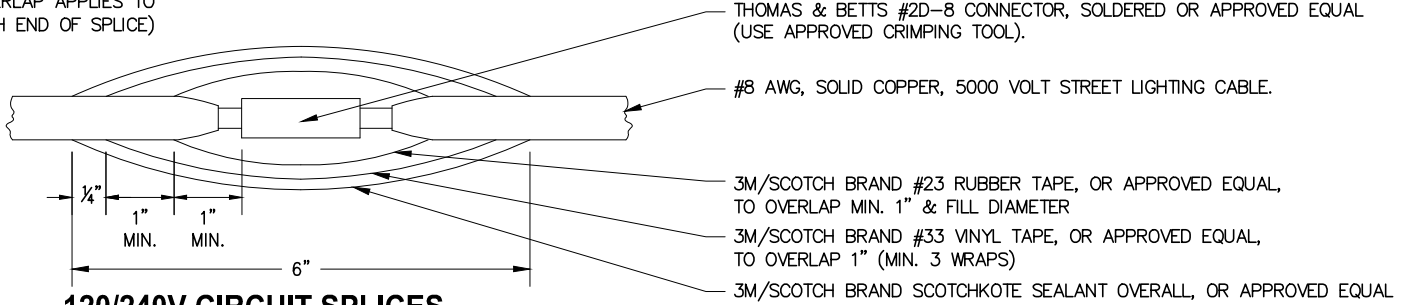 OVERLAP APPLIES TO
END OF SPLICE)
THOMAS & BETTS #2D-8 CONNECTOR, SOLDERED OR APPROVED EQUAL
(USE APPROVED CRIMPING TOOL).
#8 AWG, SOLID COPPER, 5000 VOLT STREET LIGHTING CABLE.
3M/SCOTCH BRAND #23 RUBBER TAPE, OR APPROVED EQUAL,
TO OVERLAP MIN. 1" & FILL DIAMETER
3M/SCOTCH BRAND #33 VINYL TAPE, OR APPROVED EQUAL,
TO OVERLAP 1" (MIN. 3 WRAPS)
3M/SCOTCH BRAND SCOTCHKOTE SEALANT OVERALL, OR APPROVED EQUAL
¼"
1"
MIN.
1"
MIN.
6"
120/240V CIRCUIT SPLICES